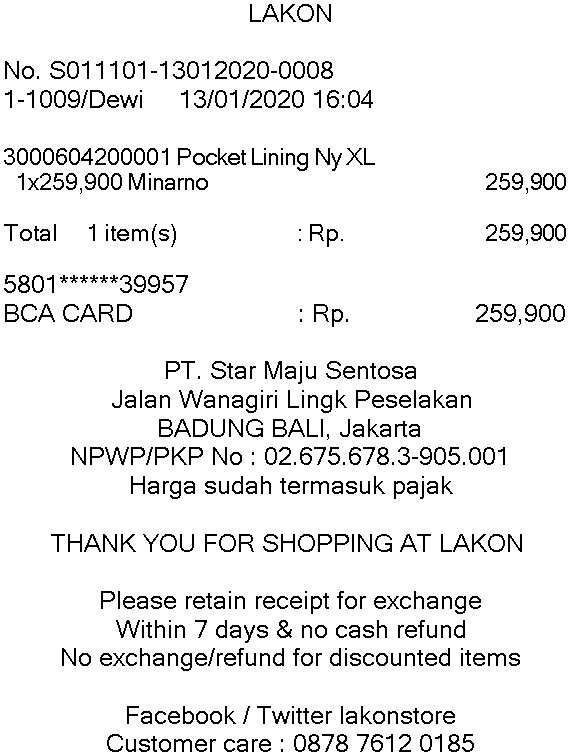 LAKON
No. S011101-13012020-0008
1-1009/Dewi 13/01/2020 16:04
3000604200001 Pocket Lining Ny XL
1x259,900 Minarno 259,900
Total 1 item(s) : Rp. 259,900
5801******39957
BCA CARD : Rp. 259,900
PT. Star Maju Sentosa
Jalan Wanagiri Lingk Peselakan
BADUNG BALI, Jakarta
NPWP/PKP No : 02.675.678.3-905.001
Harga sudah termasuk pajak
THANK YOU FOR SHOPPING AT LAKON
Please retain receipt for exchange
Within 7 days & no cash refund
No exchange/refund for discounted items
Facebook / Twitter lakonstore
Customer care : 0878 7612 0185